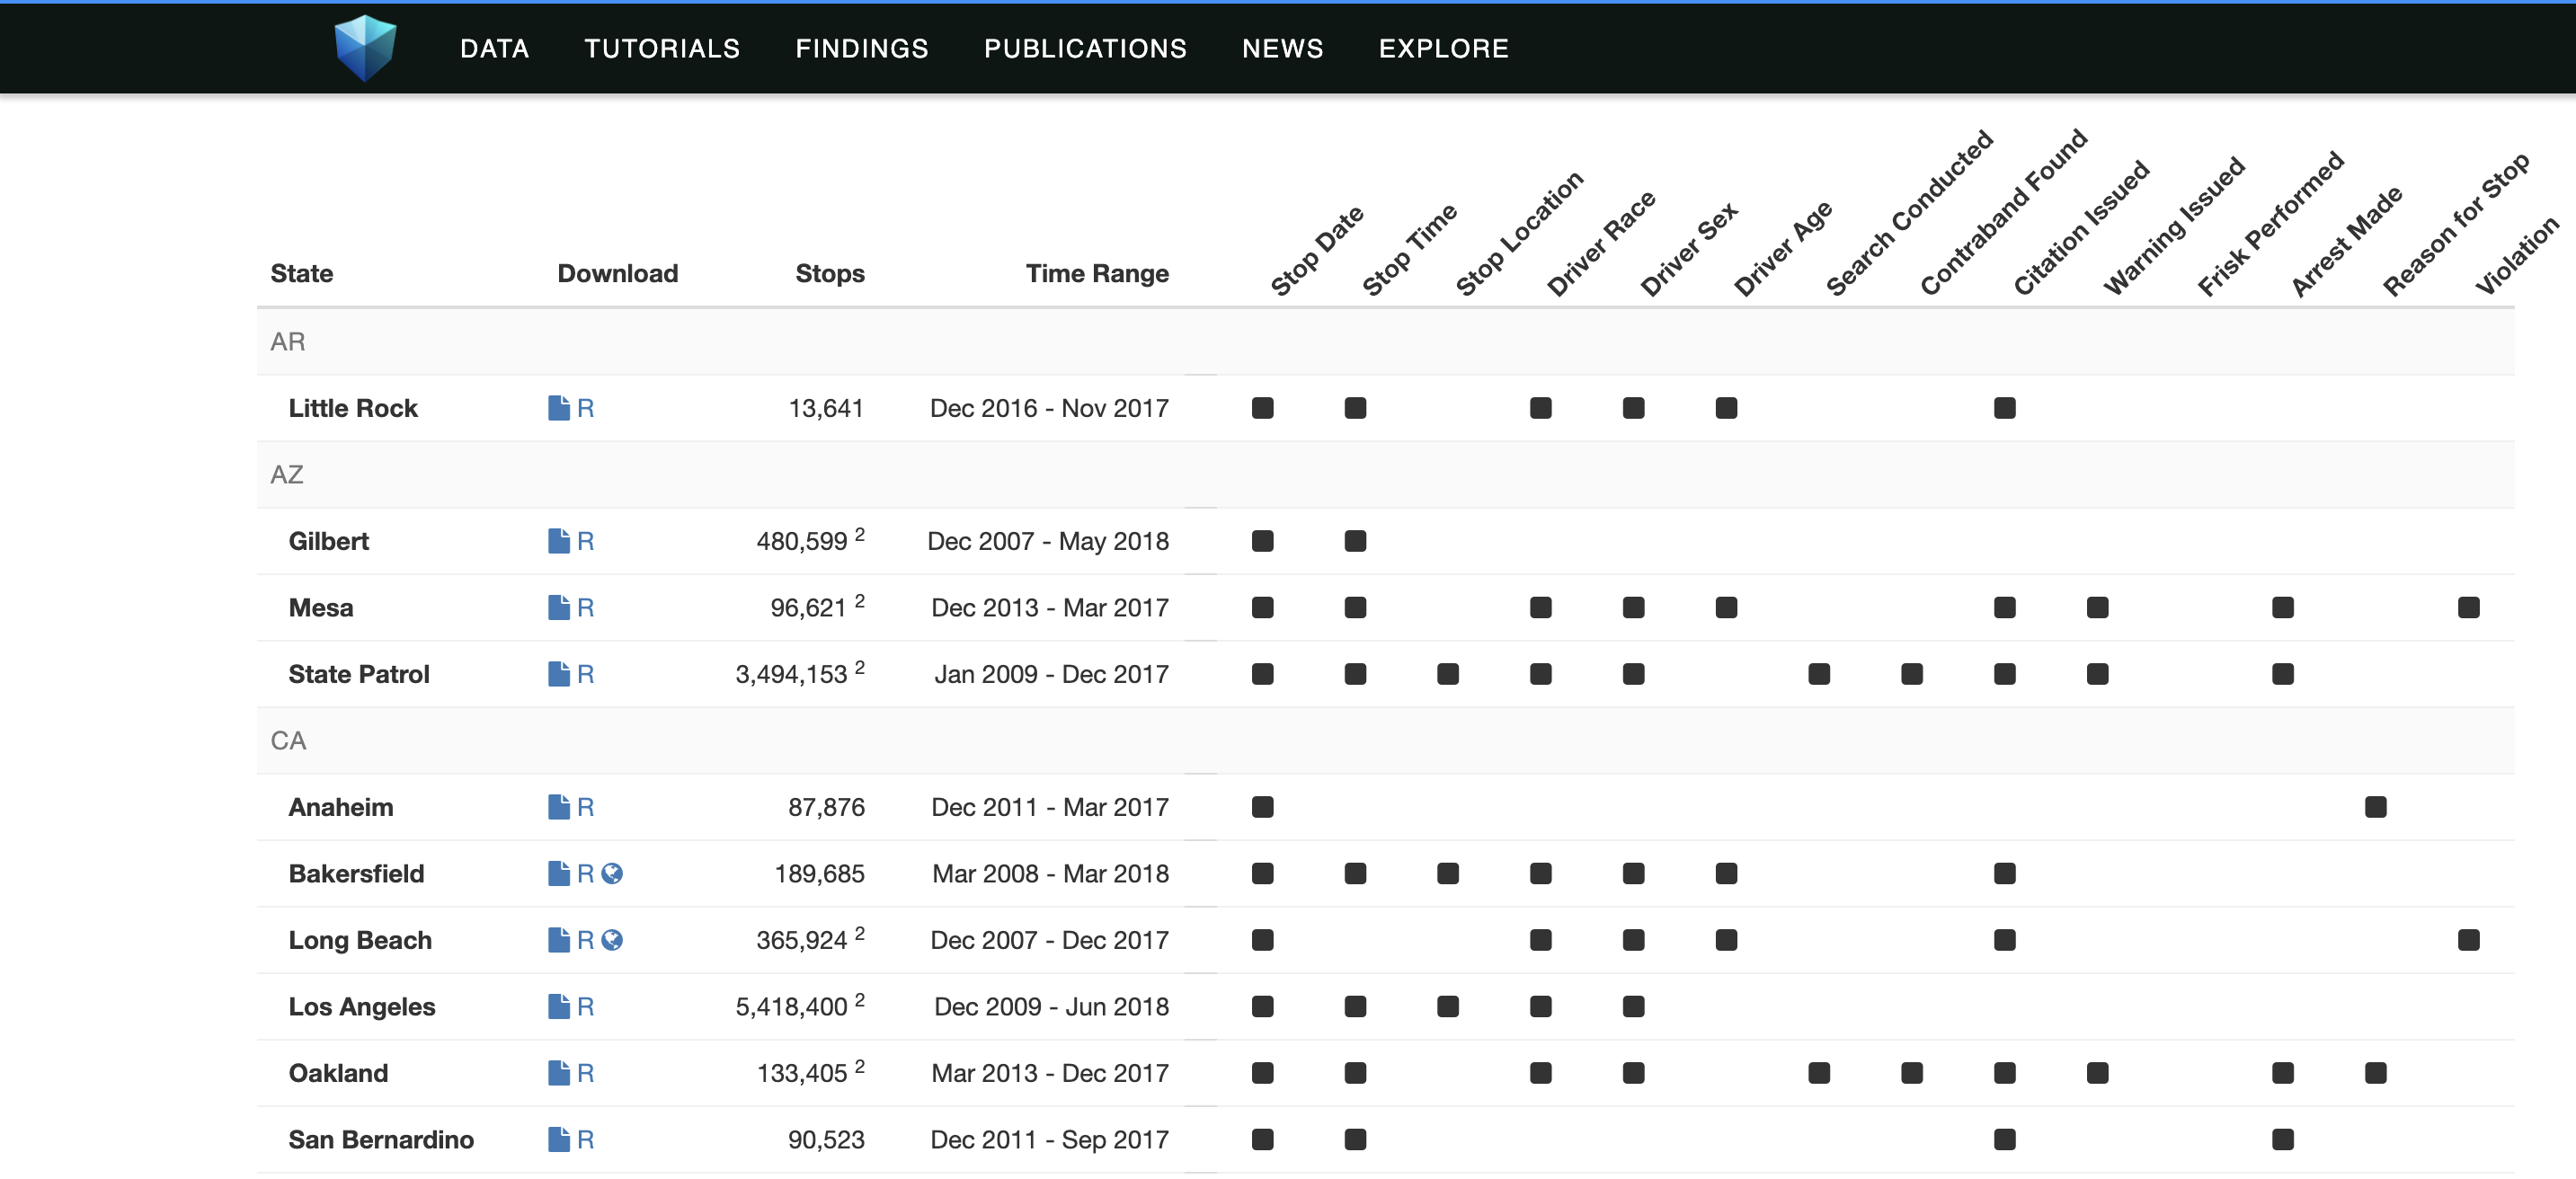 DATA TUTORIALS FINDINGS PUBLICATIONS NEWS EXPLORE
State Download Stops Time Range Stop Date Stop Time Stop Location Driver Race Driver Sex Driver Age Search Conducted Contraband Found Citation Issued Warning Issued Frisk Performed Arrest Made Reason for Stop Violation
AR
Little Rock R 13,641 Dec 2016 - Nov 2017
AZ
Gilbert R 480,599 2 Dec 2007 - May 2018
Mesa R 96,621 2 Dec 2013 - Mar 2017
State Patrol R 3,494,153 2 Jan 2009 - Dec 2017
CA
Anaheim R 87,876 Dec 2011 - Mar 2017
Bakersfield R 189,685 Mar 2008 - Mar 2018
Long Beach R 365,924 2 Dec 2007 - Dec 2017
Los Angeles R 5,418,400 2 Dec 2009 - Jun 2018
Oakland R 133,405 2 Mar 2013 - Dec 2017
San Bernardino R 90,523 Dec 2011 - Sep 2017